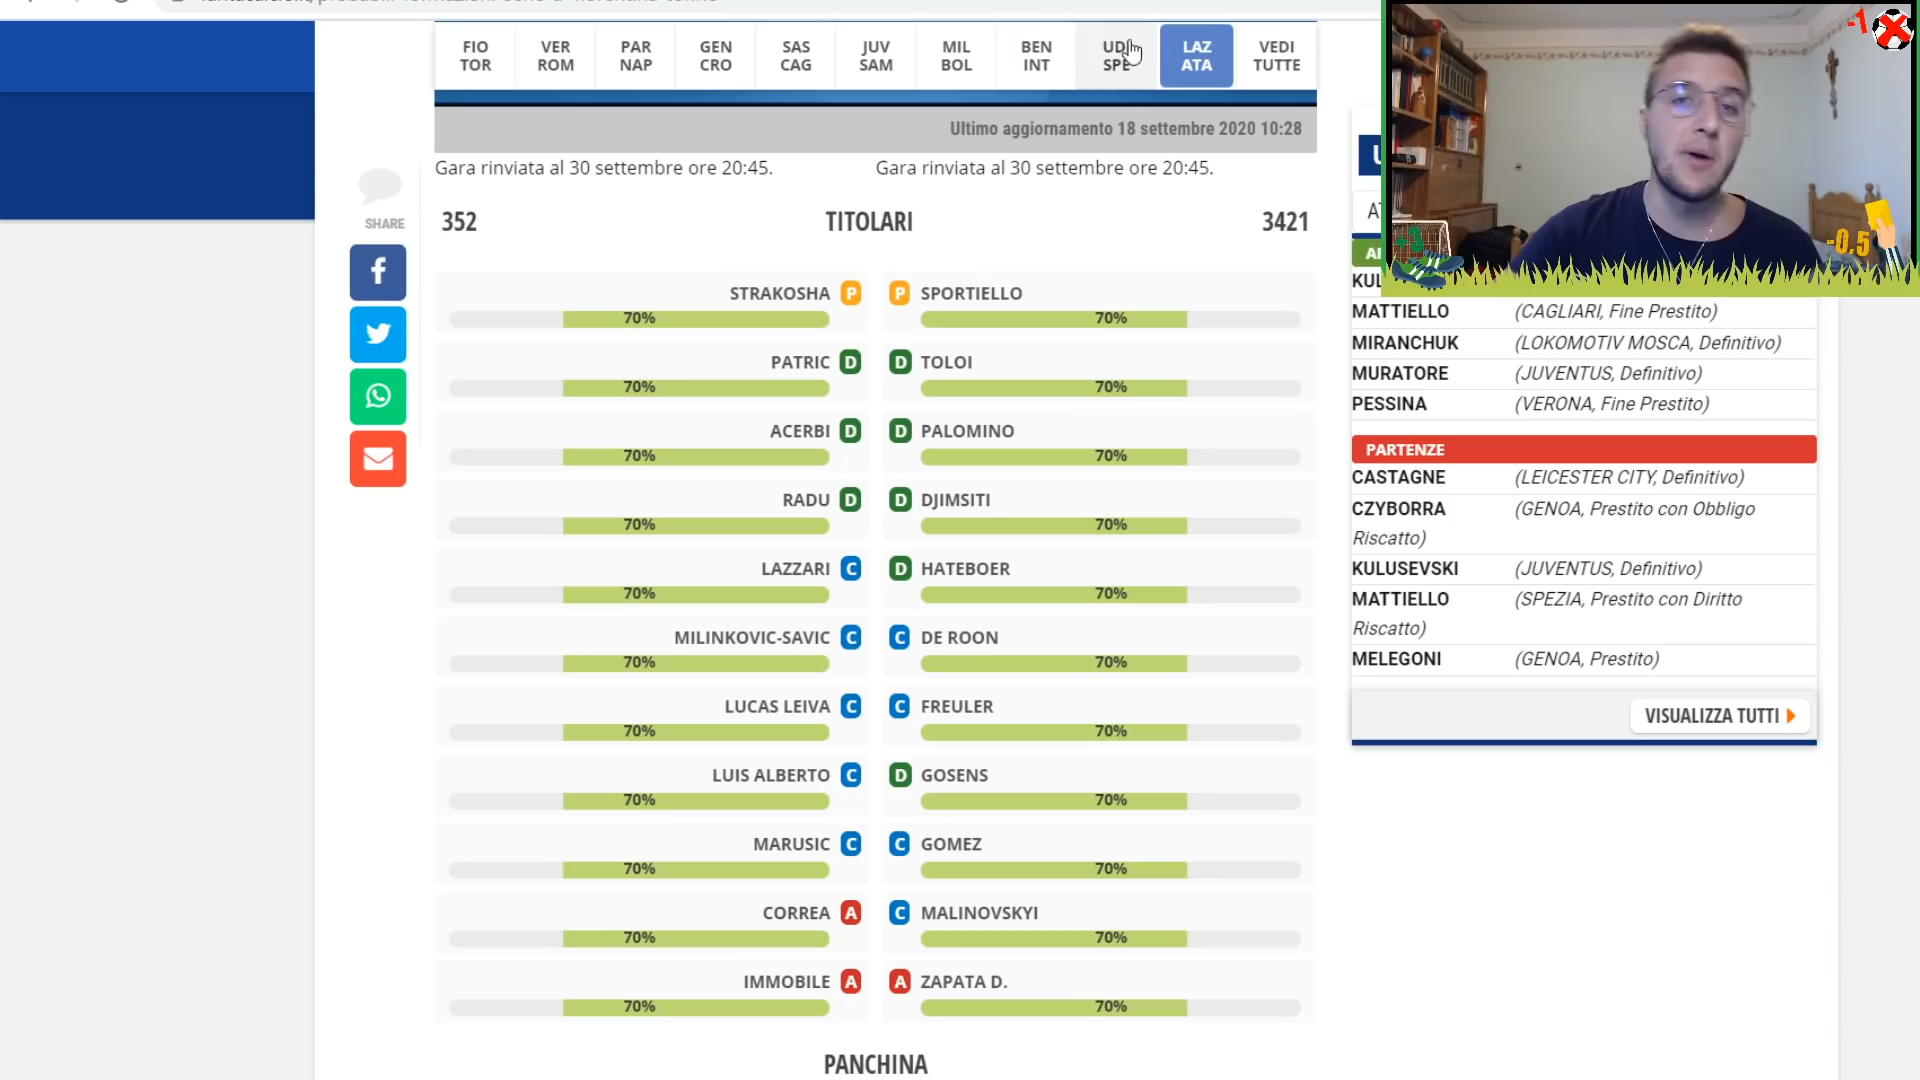 FIO TOR
VER ROM
PAR NAP
GEN CRO
SAS CAG
JUV SAM
MIL BOL
BEN INT
UDI SPE
LAZ ATA
VEDI TUTTE
Ultimo aggiornamento 18 settembre 2020 10:28
Gara rinviata al 30 settembre ore 20:45.
Gara rinviata al 30 settembre ore 20:45.
352 TITOLARI 3421
STRAKOSHA P P SPORTIELLO
70% 70%
PATRIC D D TOLOI
70% 70%
ACERBI D D PALOMINO
70% 70%
RADU D D DJIMSITI
70% 70%
LAZZARI C D HATEBOER
70% 70%
MILINKOVIC-SAVIC C C DE ROON
70% 70%
LUCAS LEIVA C C FREULER
70% 70%
LUIS ALBERTO C D GOSENS
70% 70%
MARUSIC C C GOMEZ
70% 70%
CORREA A C MALINOVSKYI
70% 70%
IMMOBILE A A ZAPATA D.
70% 70%
PANCHINA
SHARE
-1
+3
-0,5
KUL
MATTIELLO (CAGLIARI, Fine Prestito)
MIRANCHUK (LOKOMOTIV MOSCA, Definitivo)
MURATORE (JUVENTUS, Definitivo)
PESSINA (VERONA, Fine Prestito)
PARTENZE
CASTAGNE (LEICESTER CITY, Definitivo)
CZYBORRA (GENOA, Prestito con Obbligo
Riscatto)
KULUSEVSKI (JUVENTUS, Definitivo)
MATTIELLO (SPEZIA, Prestito con Diritto
Riscatto)
MELEGONI (GENOA, Prestito)
VISUALIZZA TUTTI